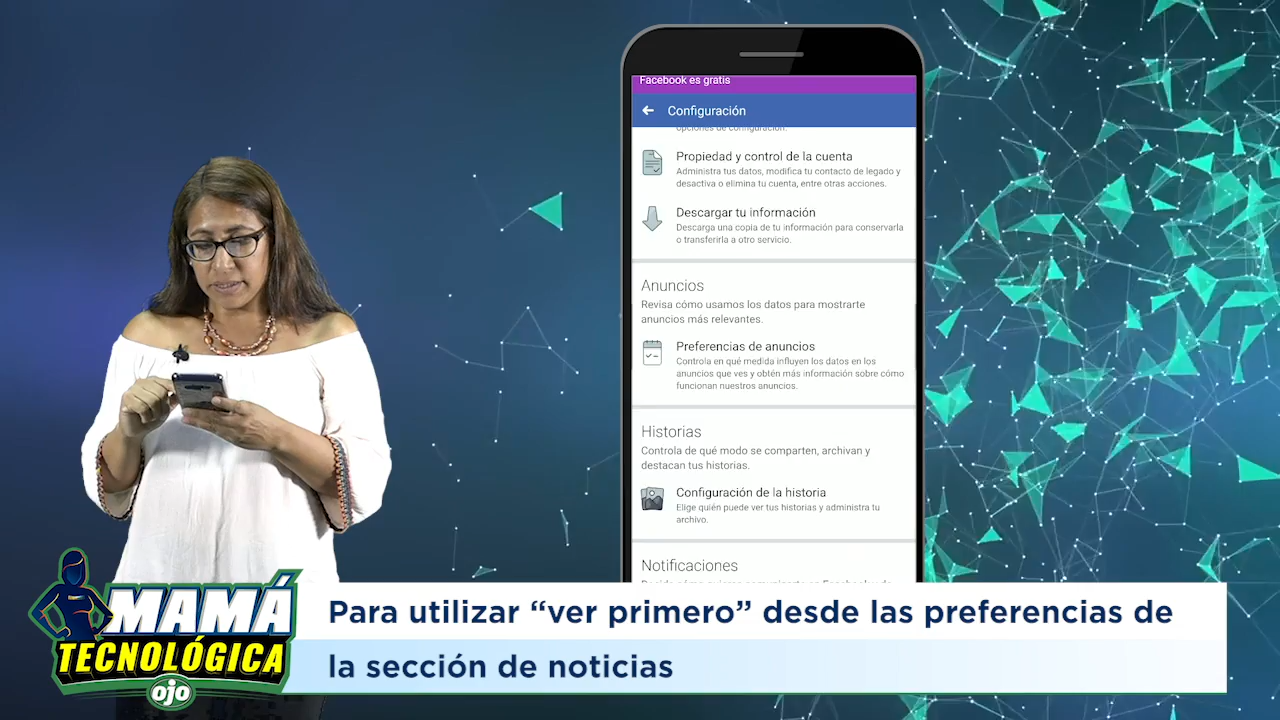 Facebook es gratis
Configuración
opciones de configuración.
Propiedad y control de la cuenta
Administra tus datos, modifica tu contacto de legado y
desactiva o elimina tu cuenta, entre otras acciones.
Descargar tu información
Descarga una copia de tu información para conservarla
o transferirla a otro servicio.
Anuncios
Revisa cómo usamos los datos para mostrarte
anuncios más relevantes.
Preferencias de anuncios
Controla en qué medida influyen los datos en los
anuncios que ves y obtén más información sobre cómo
funcionan nuestros anuncios.
Historias
Controla de qué modo se comparten, archivan y
destacan tus historias.
Configuración de la historia
Elige quién puede ver tus historias y administra tu
archivo.
Notificaciones
MAMÁ
TECNOLÓGICA
ojo
Para utilizar “ver primero” desde las preferencias de
la sección de noticias